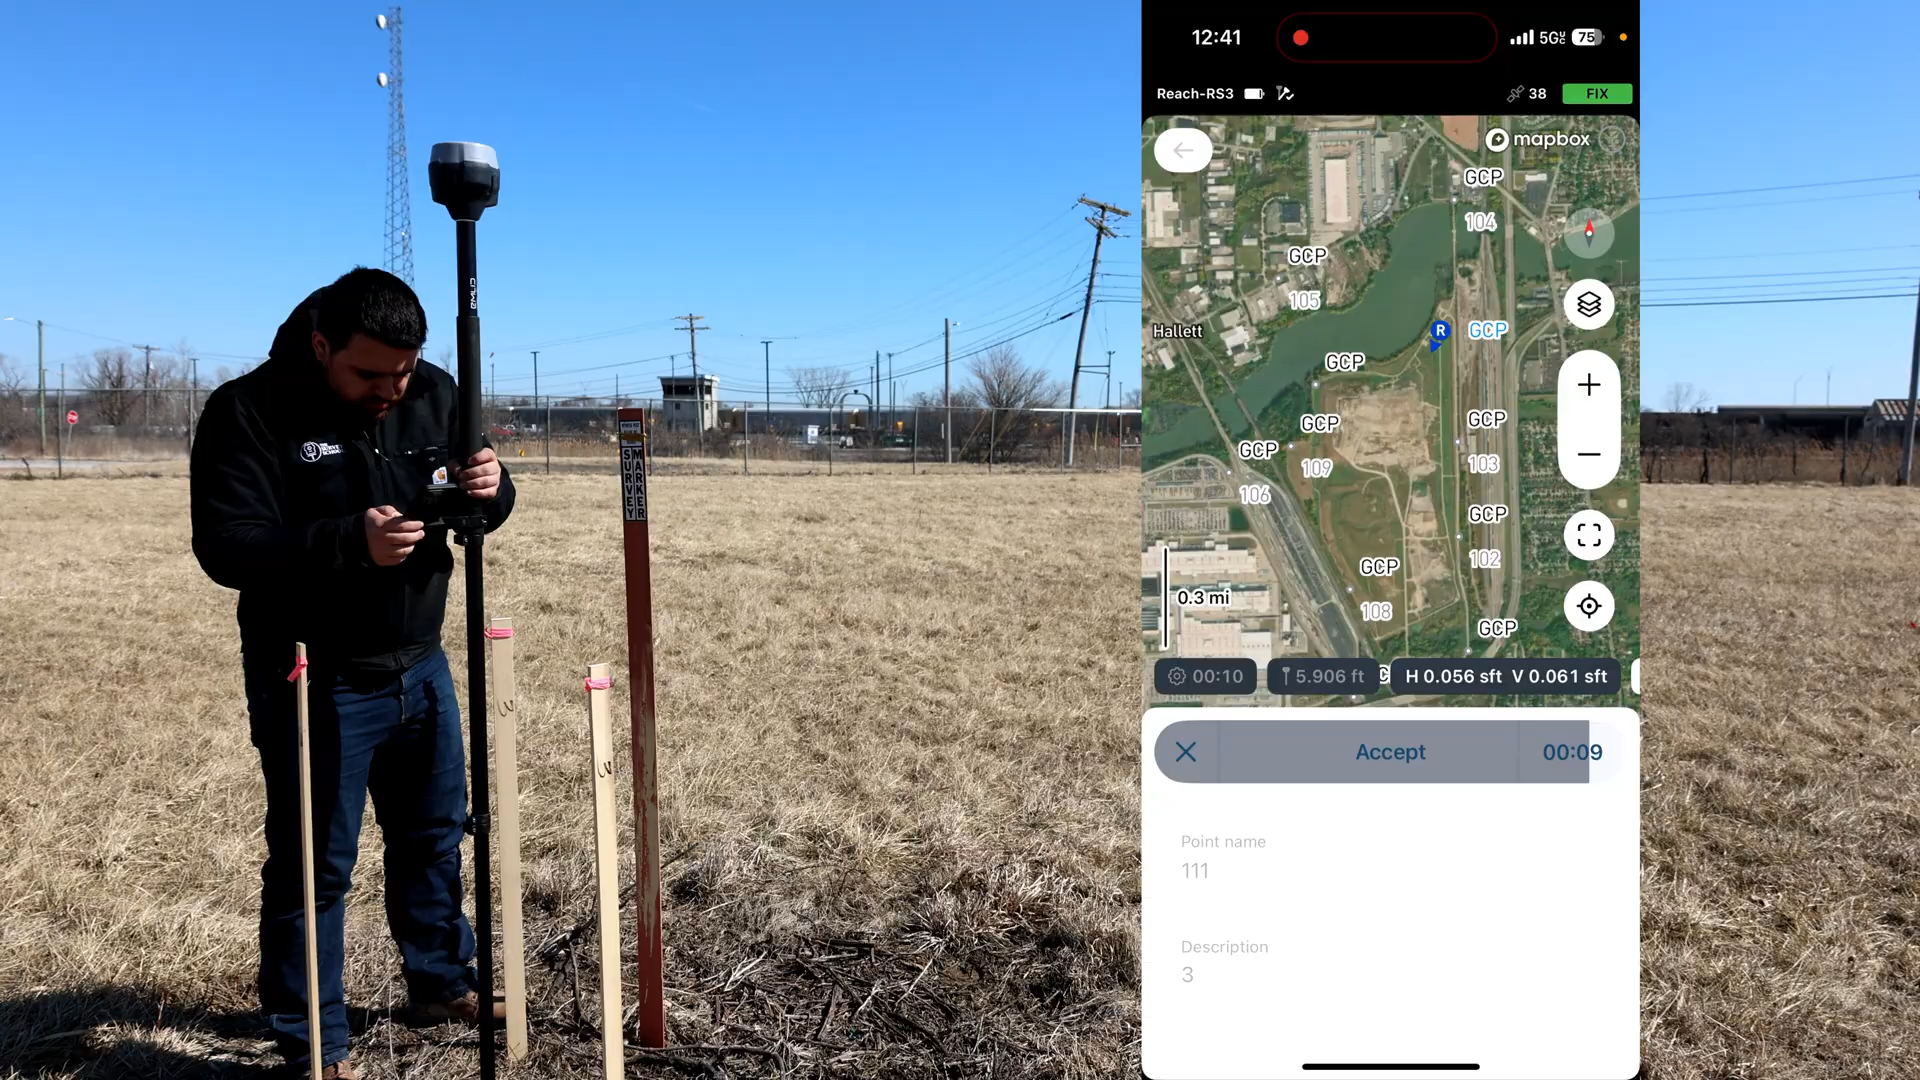 EMLID
SURVEY
MARKER
12:41
5G
75
Reach-RS3
38
FIX
mapbox
GCP
104
GCP
105
Hallett
R
GCP
GCP
GCP
GCP
GCP
109
103
106
GCP
102
GCP
108
0.3 mi
GCP
00:10
5.906 ft
H 0.056 sft V 0.061 sft
Accept
00:09
Point name
111
Description
3